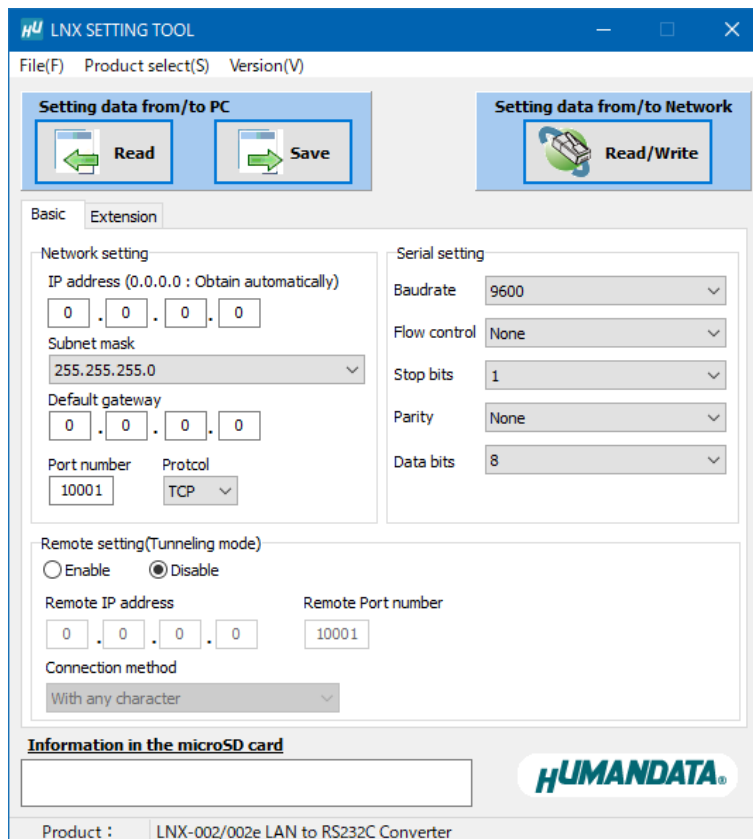 HU LNX SETTING TOOL
File(F) Product select(S) Version(V)
Setting data from/to PC
Read
Save
Setting data from/to Network
Read/Write
Basic
Extension
Network setting
IP address (0.0.0.0 : Obtain automatically)
0 . 0 . 0 . 0
Subnet mask
255.255.255.0
Default gateway
0 . 0 . 0 . 0
Port number Protcol
10001 TCP
Serial setting
Baudrate 9600
Flow control None
Stop bits 1
Parity None
Data bits 8
Remote setting(Tunneling mode)
Enable Disable
Remote IP address Remote Port number
0 . 0 . 0 . 0 10001
Connection method
With any character
Information in the microSD card
HUMANDATA®
Product : LNX-002/002e LAN to RS232C Converter